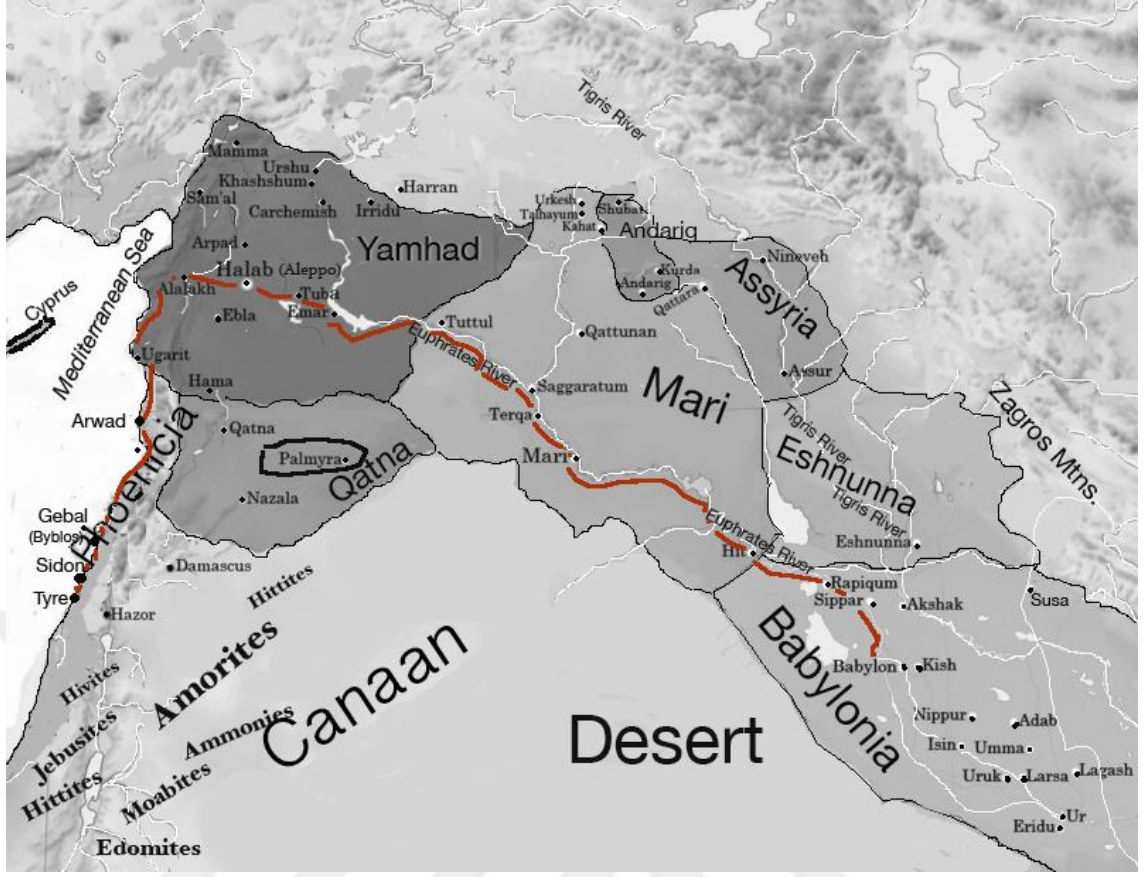 Tigris River
Mamma
Urshu
Khashshum
Harran
Sam'al
Carchemish
Irridu
Urkesh
Talhayum
Kahat
Shubat
Andariq
Arpad
Yamhad
Nineveh
Kurda
Andarig
Qattara
Assyria
Cyprus
Mediterranean Sea
Halab (Aleppo)
Alalakh
Tuba
Ebla
Emar
Tuttul
Qattunan
Euphrates River
Ugarit
Assur
Hama
Saggaratum
Mari
Zagros Mtns.
Arwad
Qatna
Terqa
Tigris River
Phoenicia
Palmyra
Qatna
Mari
Eshnunna
Nazala
Tigris River
Gebal
(Byblos)
Euphrates River
Eshnunna
Hit
Sidon
Damascus
Hittites
Rapiqum
Tyre
Sippar
Akshak
Susa
Hazor
Amorites
Canaan
Babylonia
Babylon
Kish
Hivites
Nippur
Adab
Jebusites
Ammonies
Desert
Isin
Umma
Hittites
Moabites
Uruk
Larsa
Lagash
Ur
Eridu
Edomites